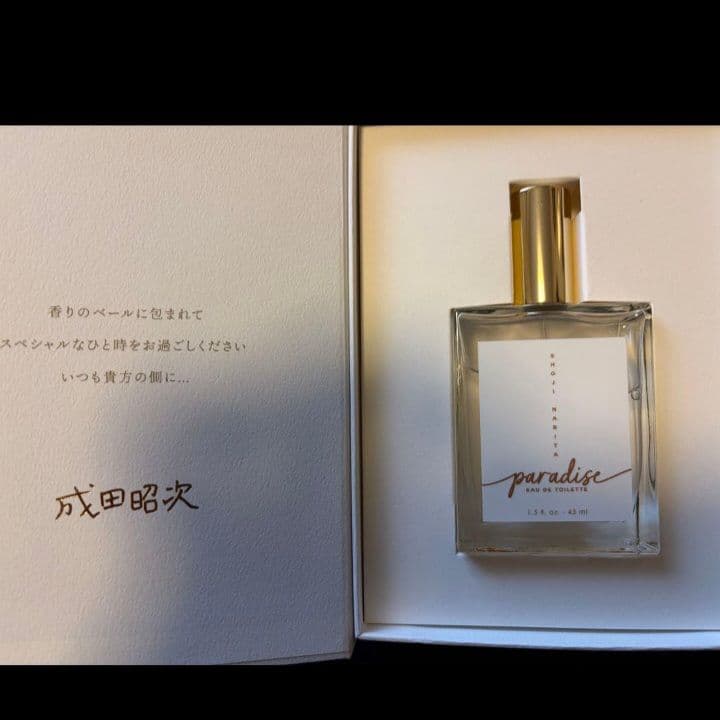 香りのベールに包まれて
スペシャルなひと時をお過ごしください
いつも貴方の側に...
成田昭次
SHOJI NARITA
paradise
EAU DE TOILETTE
1.5 fl. oz - 45 ml